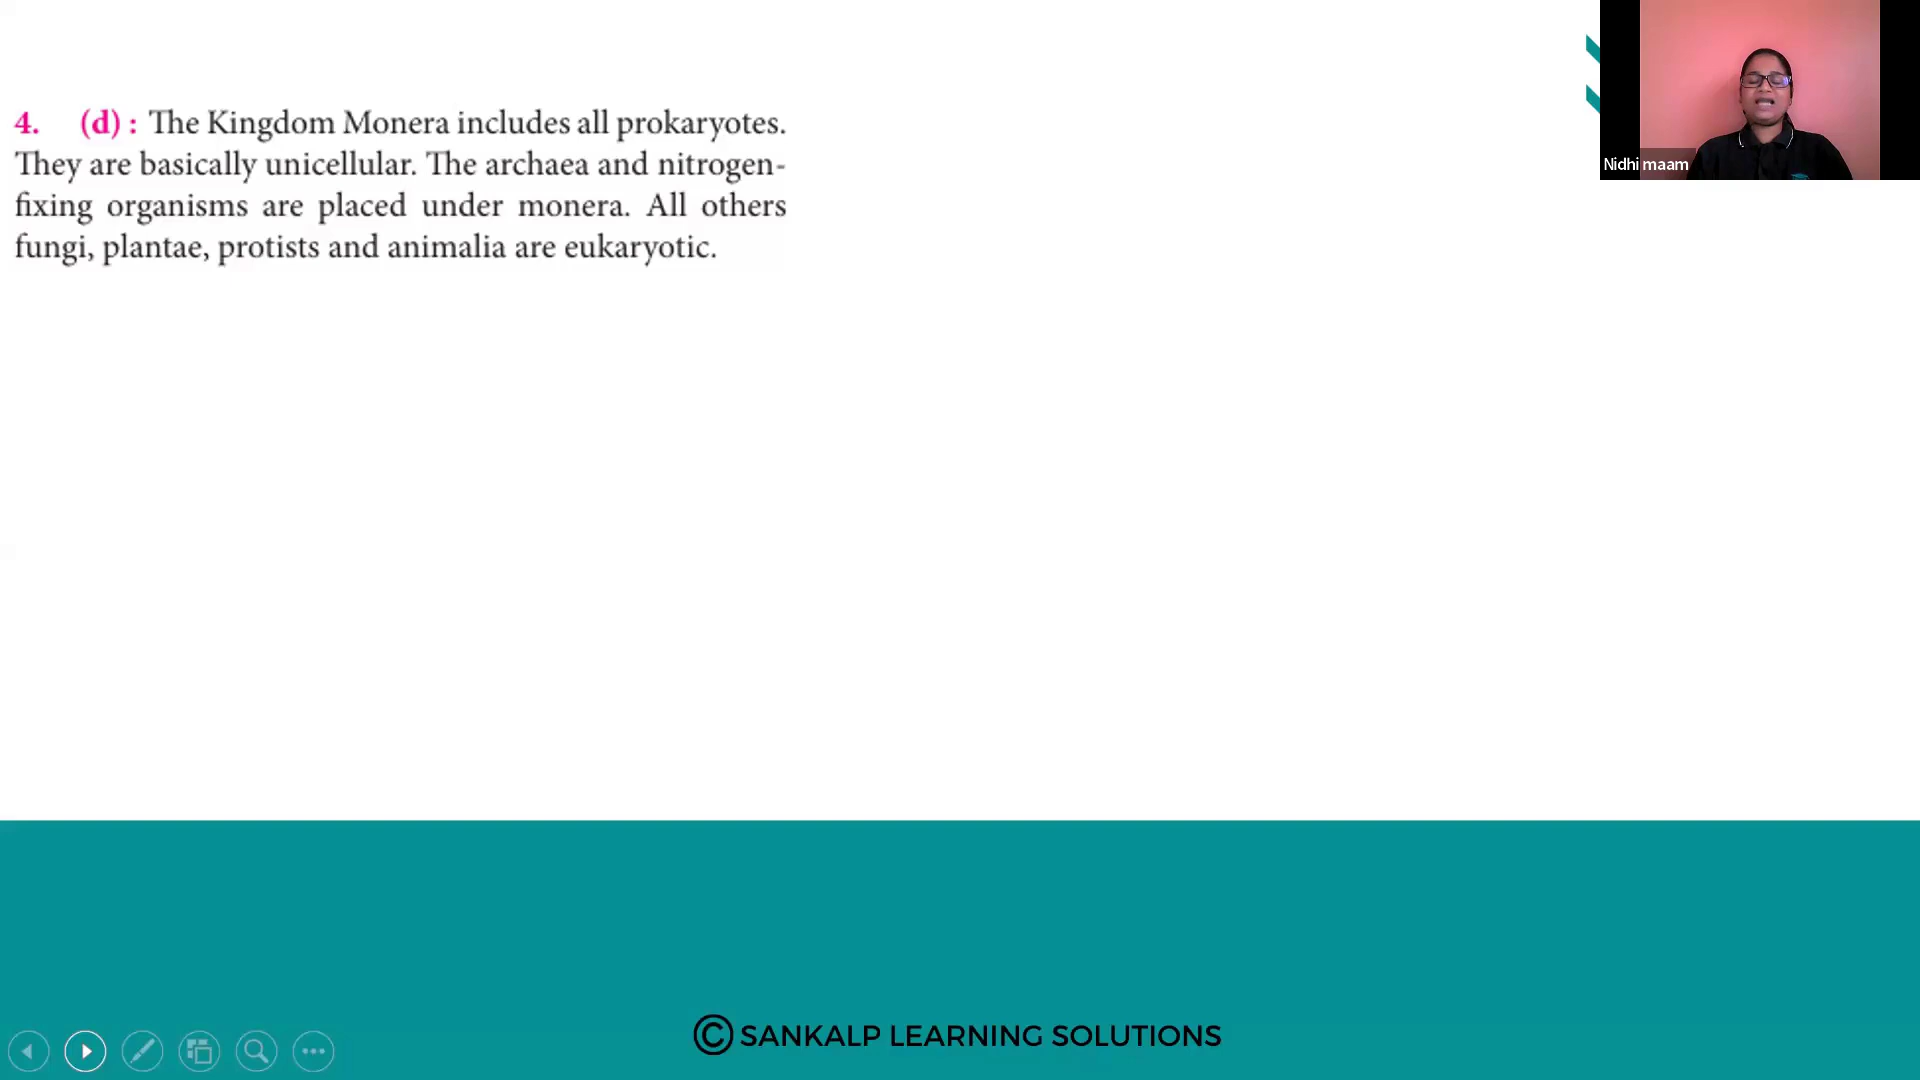 4. (d) : The Kingdom Monera includes all prokaryotes.
They are basically unicellular. The archaea and nitrogen-
fixing organisms are placed under monera. All others
fungi, plantae, protists and animalia are eukaryotic.
Nidhi maam
© SANKALP LEARNING SOLUTIONS